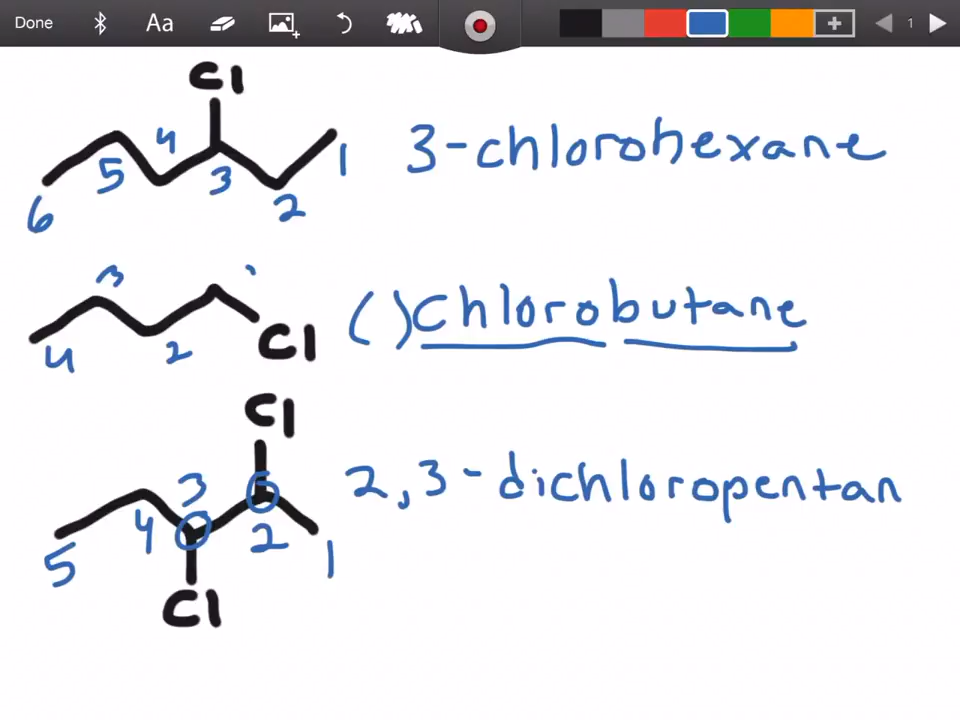 Done Aa 1
Cl
4 5 3 1 6 2
3-chlorohexane
3 4 2
Cl
( )chlorobutane
Cl
3 4 2 5 1
2,3-dichloropentan
Cl